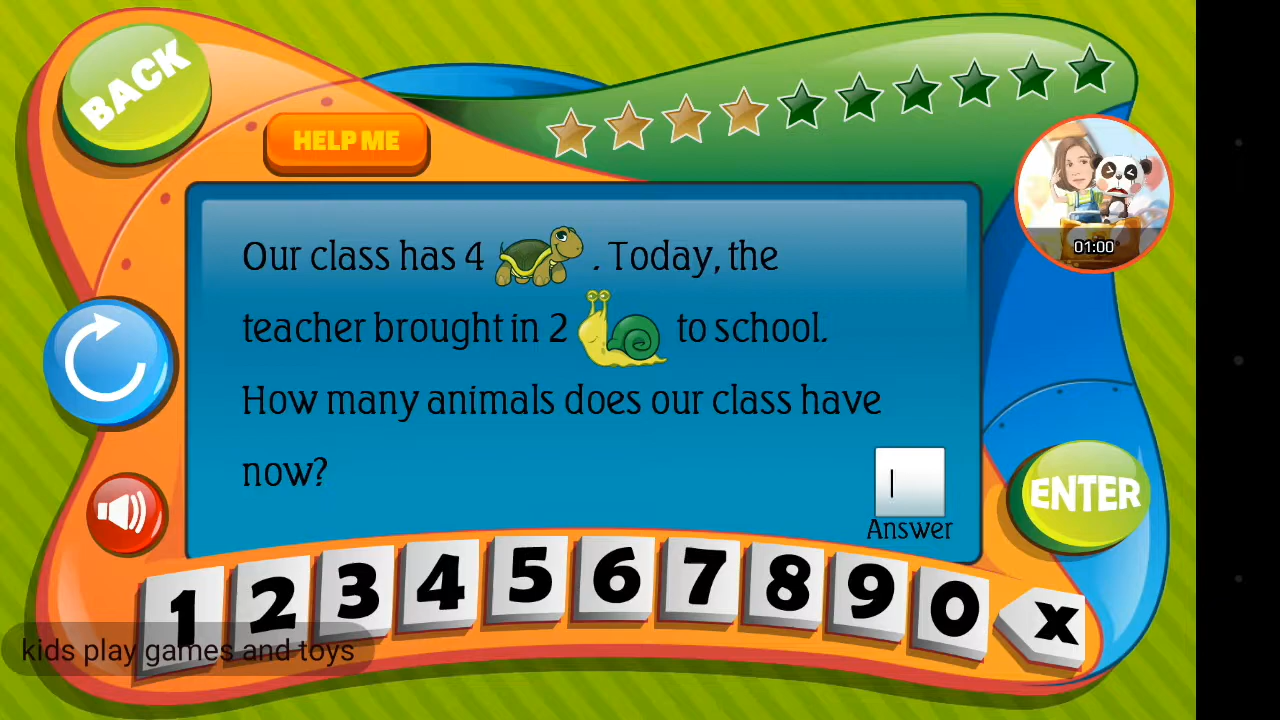 BACK
HELP ME
01:00
Our class has 4 . Today, the
teacher brought in 2 to school.
How many animals does our class have
now?
Answer
ENTER
1 2 3 4 5 6 7 8 9 0 x
kids play games and toys